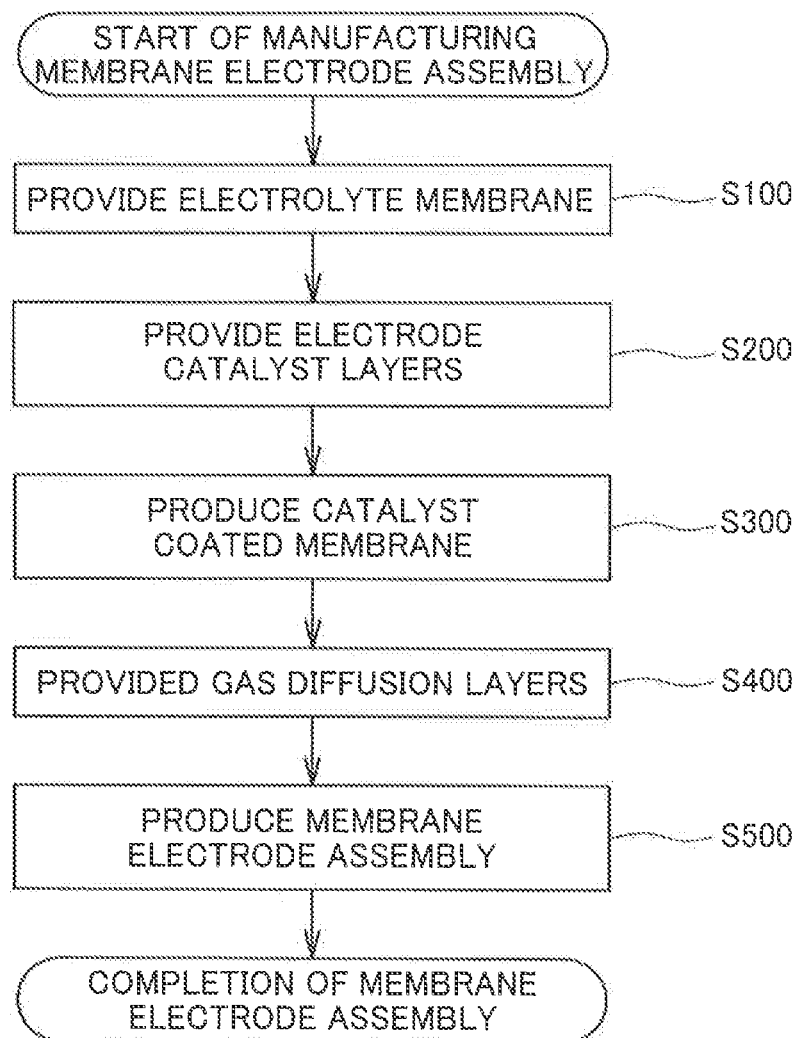 START OF MANUFACTURING
MEMBRANE ELECTRODE ASSEMBLY
PROVIDE ELECTROLYTE MEMBRANE
S100
PROVIDE ELECTRODE
CATALYST LAYERS
S200
PRODUCE CATALYST
COATED MEMBRANE
S300
PROVIDED GAS DIFFUSION LAYERS
S400
PRODUCE MEMBRANE
ELECTRODE ASSEMBLY
S500
COMPLETION OF MEMBRANE
ELECTRODE ASSEMBLY